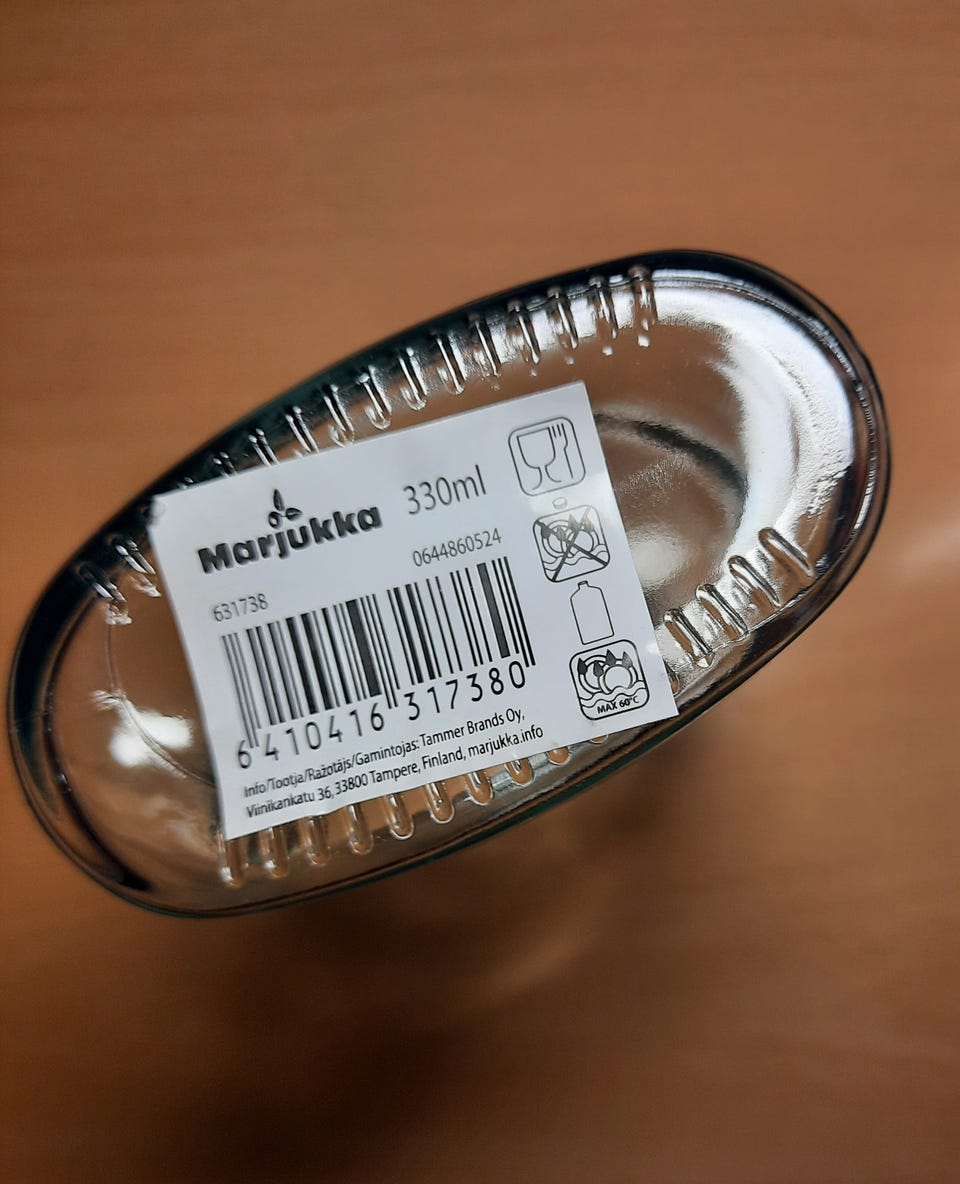 Marjukka 330ml
631738 0644860524
6 410416 317380
Info/Tootja/Ražotājs/Gamintojas: Tammer Brands Oy,
Viinikankatu 36, 33800 Tampere, Finland, marjukka.info
MAX 60°C